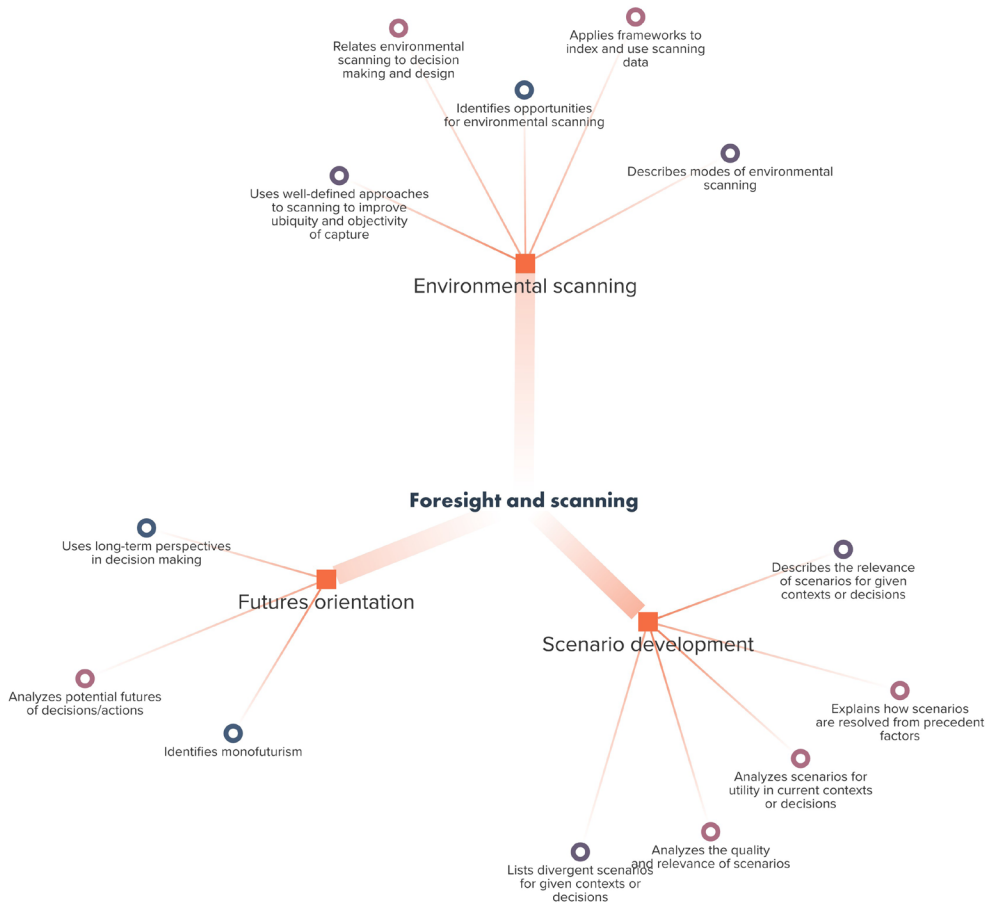 Relates environmental
scanning to decision
making and design
Applies frameworks to
index and use scanning
data
Identifies opportunities
for environmental scanning
Describes modes of environmental
scanning
Uses well-defined approaches
to scanning to improve
ubiquity and objectivity
of capture
Environmental scanning
Foresight and scanning
Uses long-term perspectives
in decision making
Futures orientation
Analyzes potential futures
of decisions/actions
Identifies monofuturism
Describes the relevance
of scenarios for given
contexts or decisions
Scenario development
Explains how scenarios
are resolved from precedent
factors
Analyzes scenarios for
utility in current contexts
or decisions
Analyzes the quality
and relevance of scenarios
Lists divergent scenarios
for given contexts or
decisions